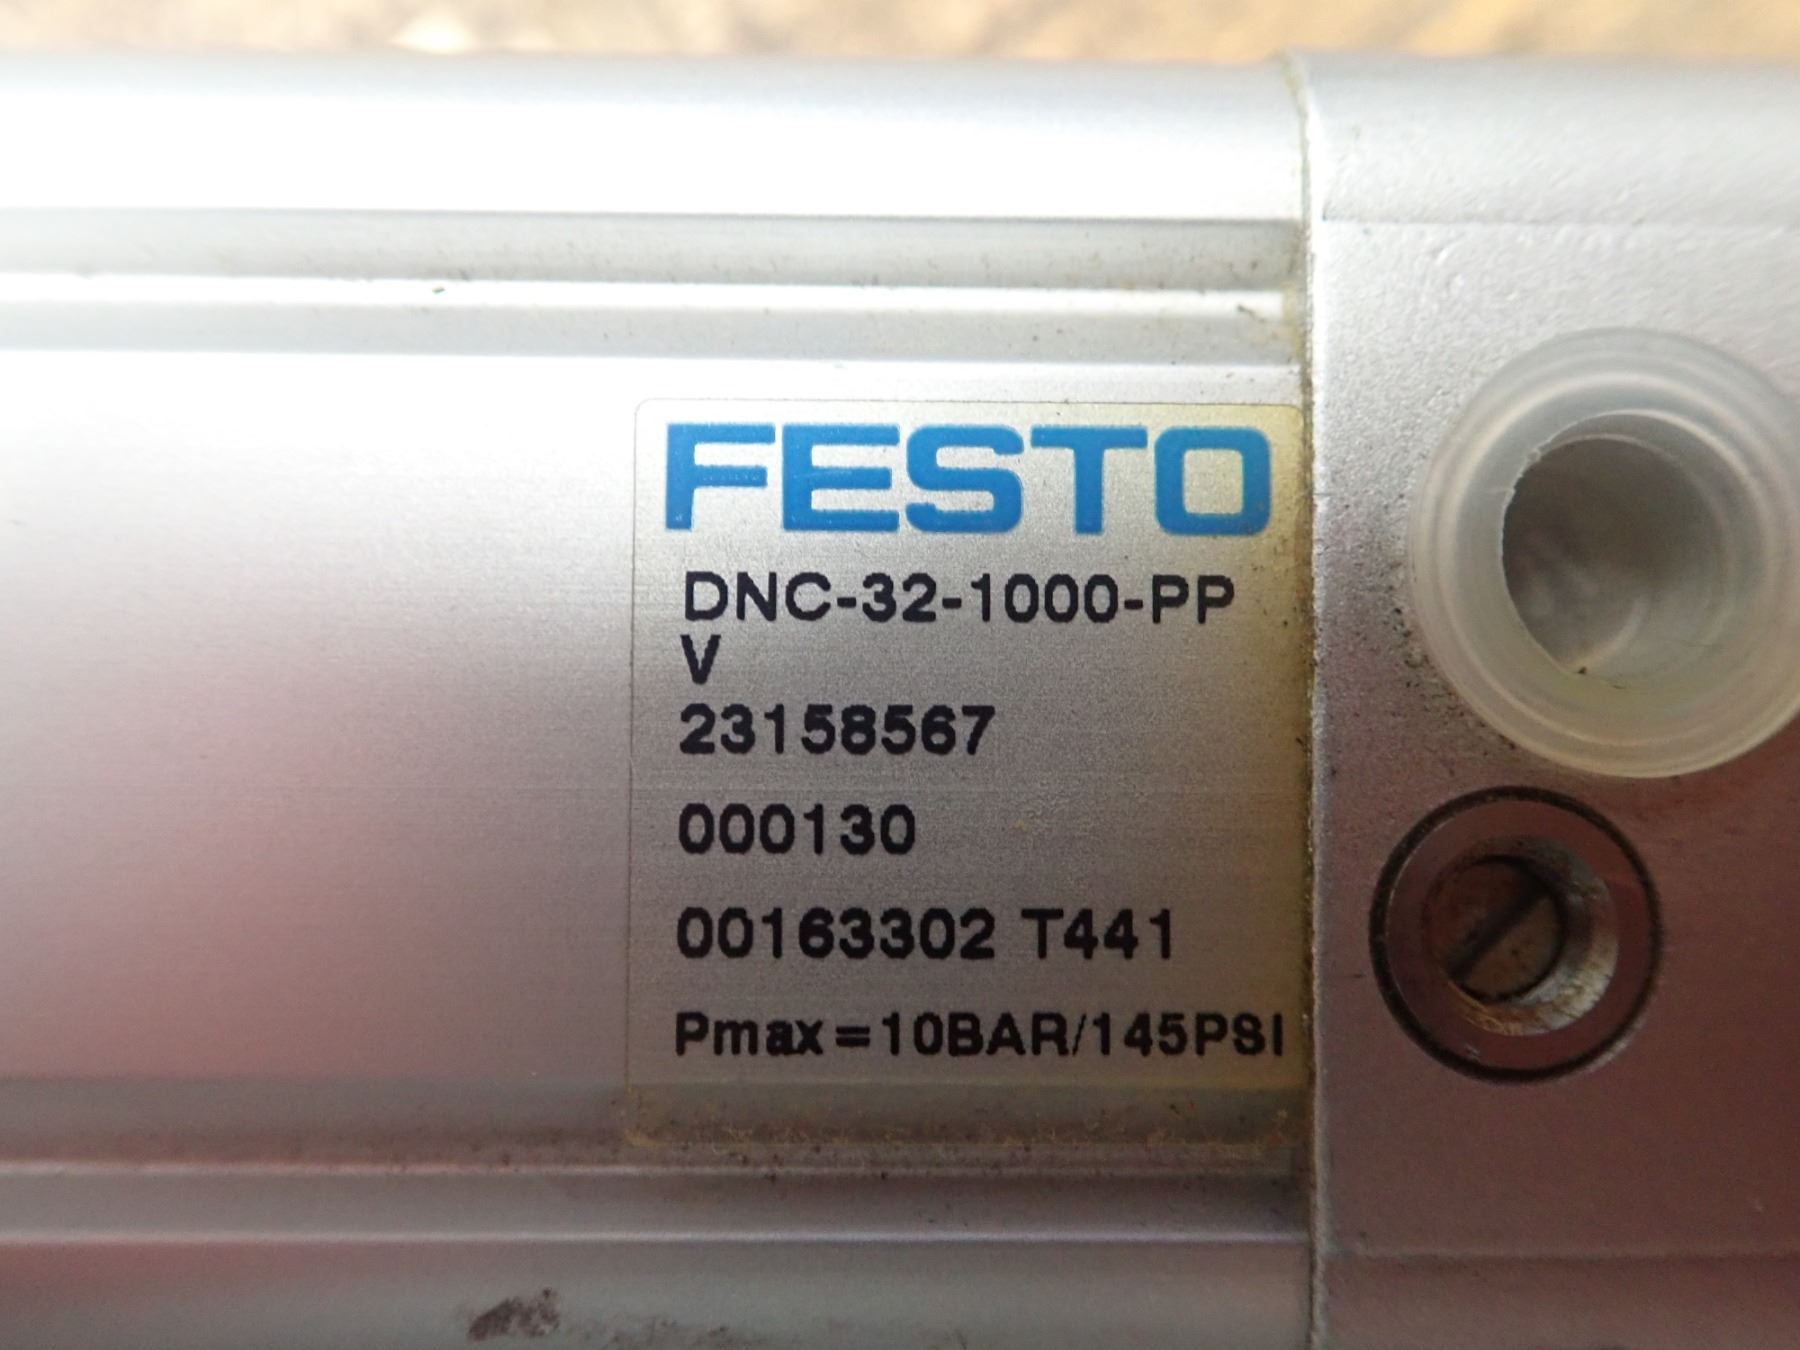 FESTO
DNC-32-1000-PP
V
23158567
000130
00163302 T441
Pmax=10BAR/145PSI